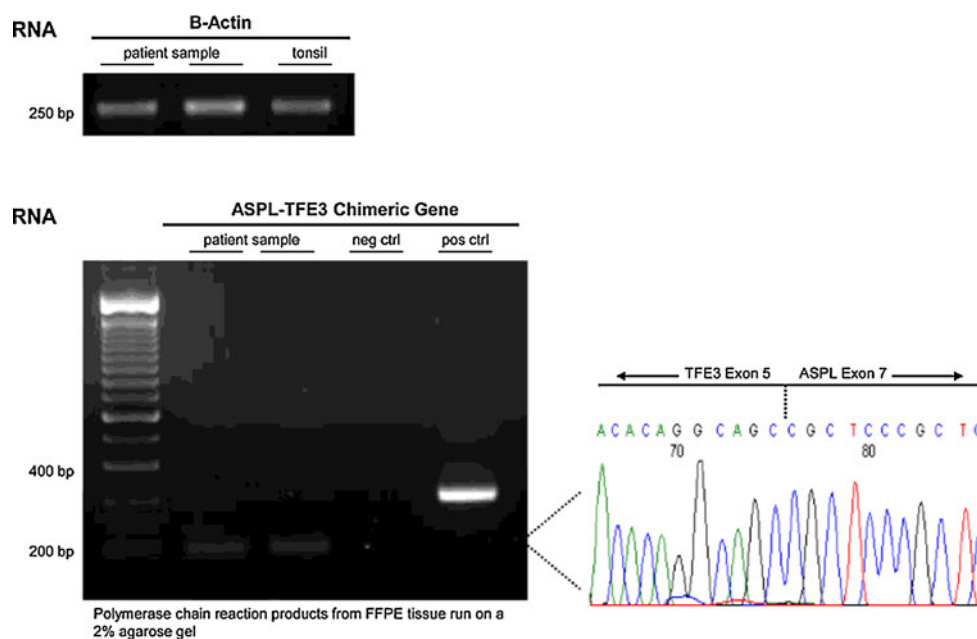 RNA
B-Actin
patient sample tonsil
250 bp
RNA
ASPL-TFE3 Chimeric Gene
patient sample neg ctrl pos ctrl
400 bp
200 bp
TFE3 Exon 5 ASPL Exon 7
A C A C A G G C A G C C G C T C C C G C T C
70 80
Polymerase chain reaction products from FFPE tissue run on a
2% agarose gel